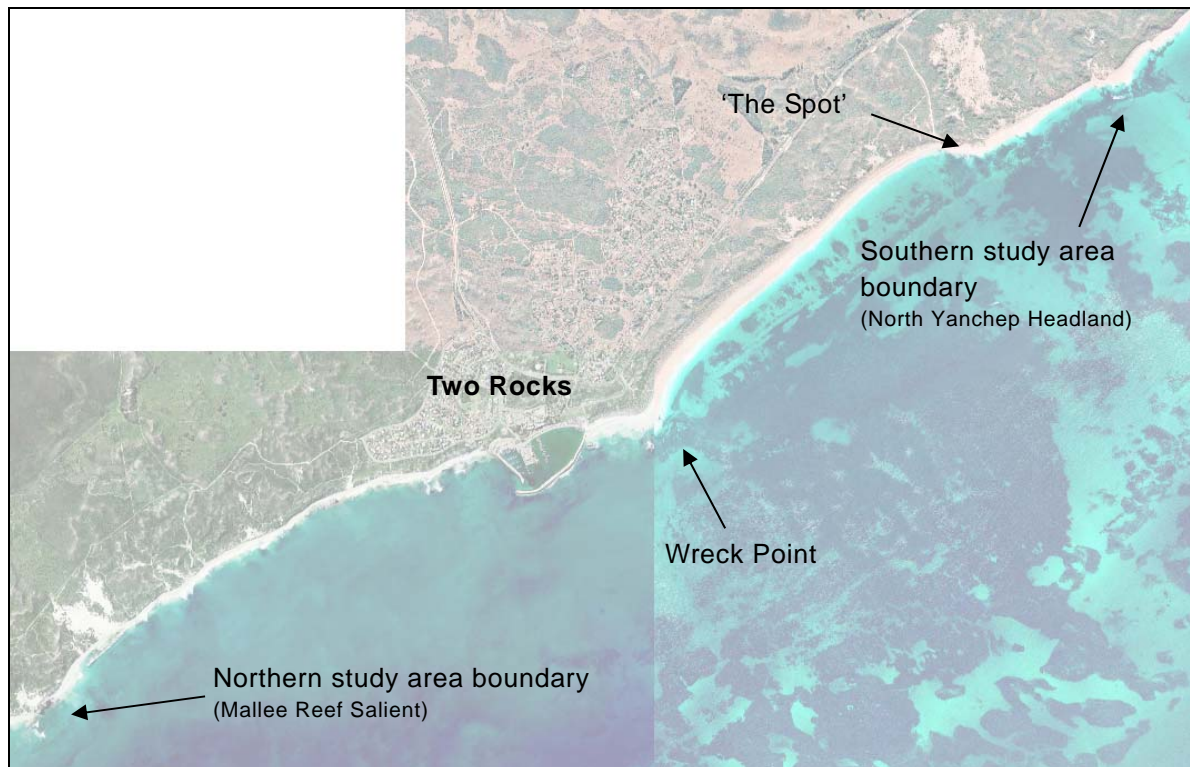 ‘The Spot’
Southern study area
boundary
(North Yanchep Headland)
Two Rocks
Wreck Point
Northern study area boundary
(Mallee Reef Salient)